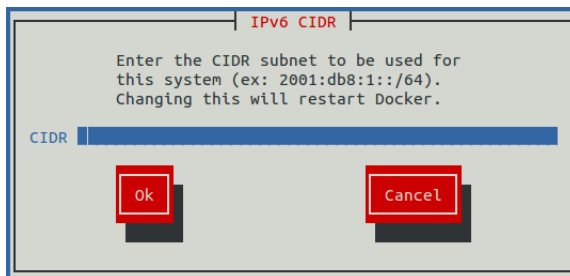 IPv6 CIDR
Enter the CIDR subnet to be used for
this system (ex: 2001:db8:1::/64).
Changing this will restart Docker.
CIDR
Ok Cancel